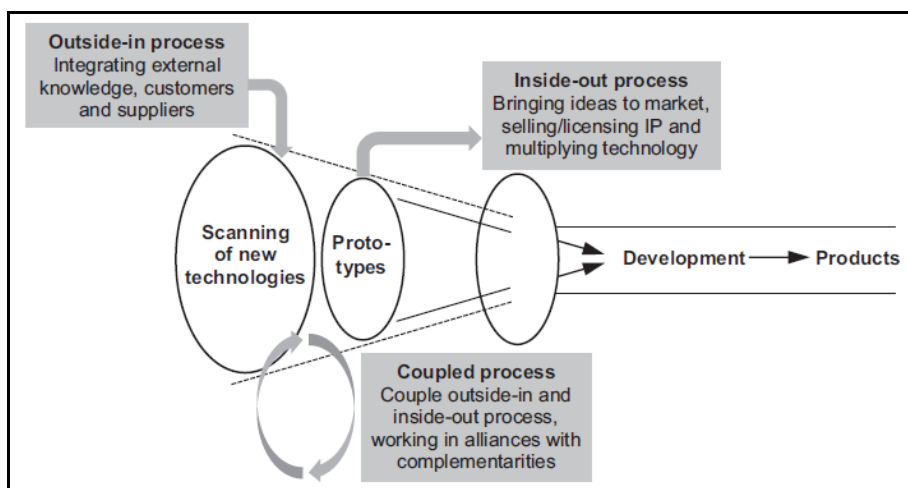 Outside-in process
Integrating external
knowledge, customers
and suppliers
Inside-out process
Bringing ideas to market,
selling/licensing IP and
multiplying technology
Scanning
of new
technologies
Proto-
types
Development
Products
Coupled process
Couple outside-in and
inside-out process,
working in alliances with
complementarities